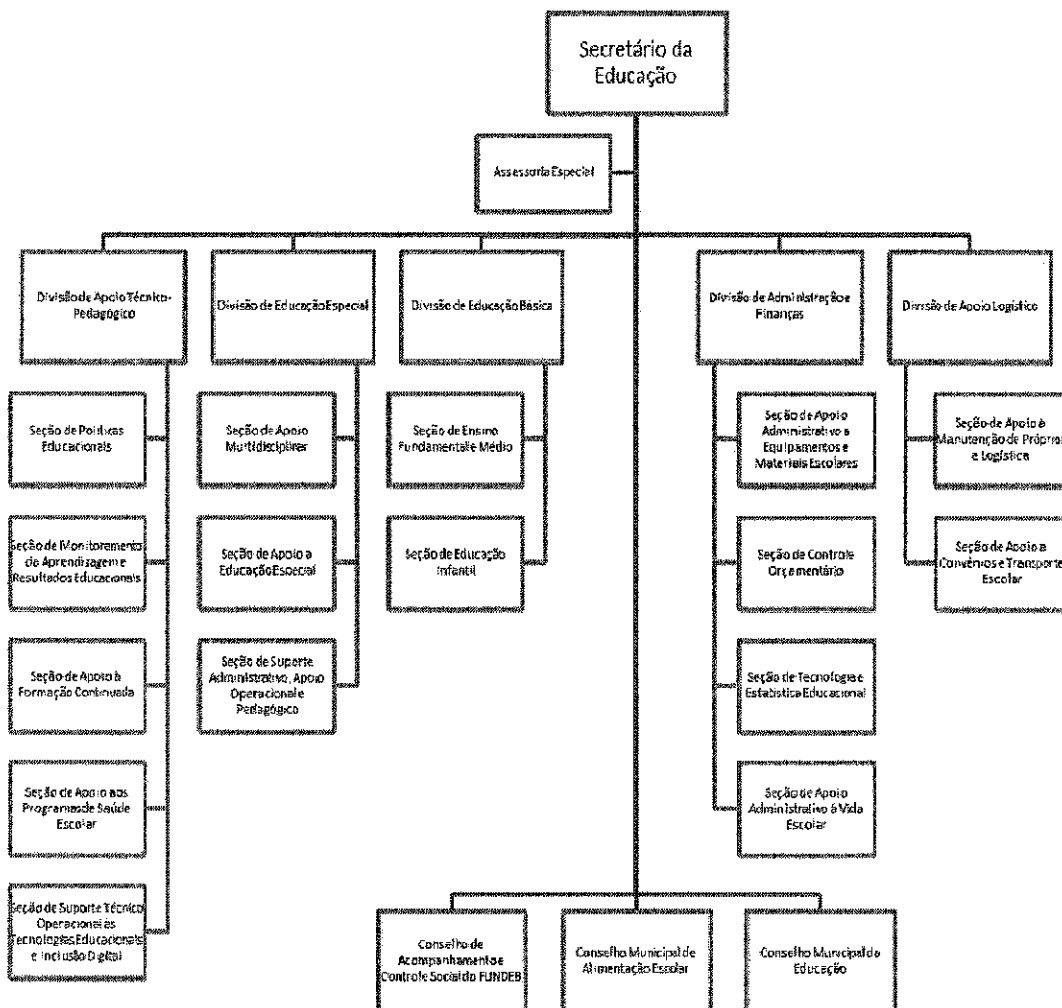 Secretário da
Educação
Assessoria Especial
Divisão de Apoio Técnico-
Pedagógico
Divisão de Educação Especial
Divisão de Educação Básica
Divisão de Administração e
Finanças
Divisão de Apoio Logístico
Seção de Políticas
Educacionais
Seção de Apoio
Multidisciplinar
Seção de Ensino
Fundamental e Médio
Seção de Apoio
Administrativo a
Equipamentos e
Materiais Escolares
Seção de Apoio à
Manutenção de Próprios
e Logística
Seção de Monitoramento
da Aprendizagem e
Resultados Educacionais
Seção de Apoio a
Educação Especial
Seção de Educação
Infantil
Seção de Controle
Orçamentário
Seção de Apoio a
Convênios e Transporte
Escolar
Seção de Apoio à
Formação Continuada
Seção de Suporte
Administrativo, Apoio
Operacional e
Pedagógico
Seção de Tecnologia e
Estatística Educacional
Seção de Apoio aos
Programas de Saúde
Escolar
Seção de Apoio
Administrativo à Vida
Escolar
Seção de Suporte Técnico
Operacional às
Tecnologias Educacionais
e Inclusão Digital
Conselho de
Acompanhamento e
Controle Social do FUNDEB
Conselho Municipal de
Alimentação Escolar
Conselho Municipal da
Educação